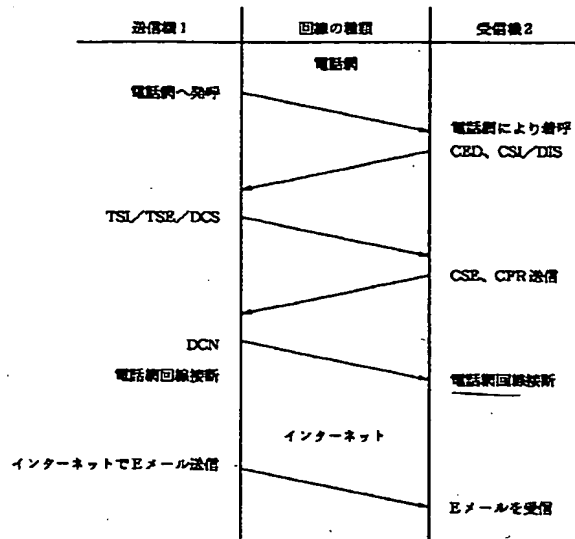 送信機1 回線の種類 受信機2
電話網
電話網へ発呼
電話網により着呼
CED、CSI/DIS
TSI/TSE/DCS
CSE、CFR送信
DCN
電話網回線接断 電話網回線接断
インターネット
インターネットでEメール送信
Eメールを受信